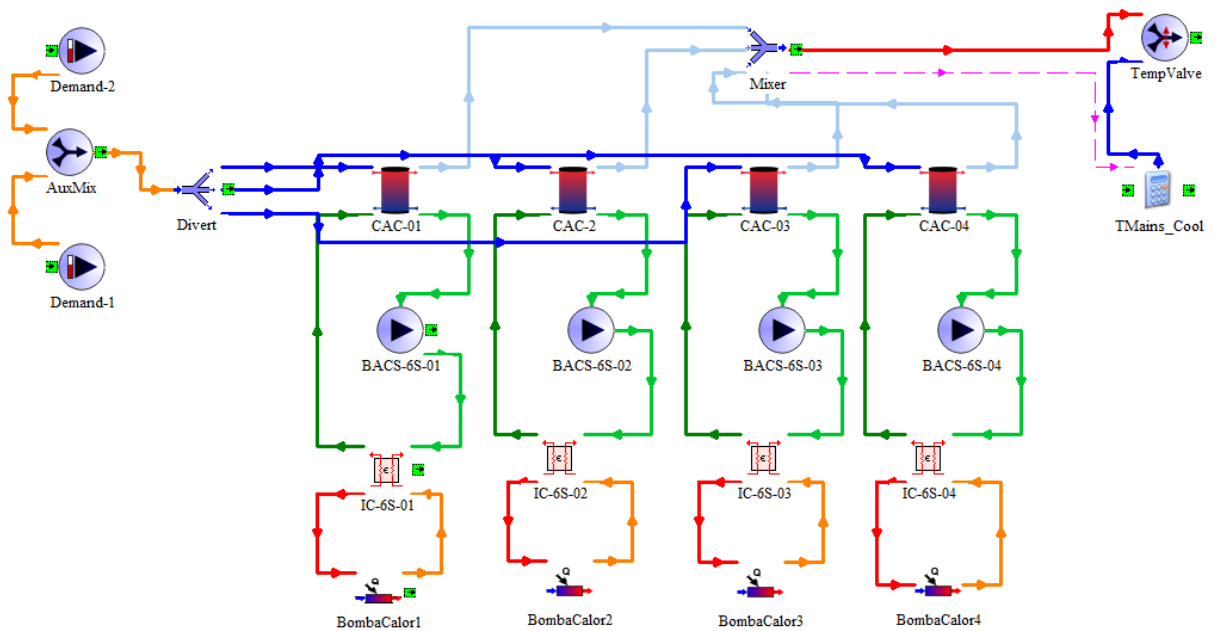 Demand-2
Mixer
TempValve
AuxMix
Divert
CAC-01
CAC-2
CAC-03
CAC-04
TMains_Cool
Demand-1
BACS-6S-01
BACS-6S-02
BACS-6S-03
BACS-6S-04
ε
ε
ε
ε
IC-6S-01
IC-6S-02
IC-6S-03
IC-6S-04
Q
Q
Q
Q
BombaCalor1
BombaCalor2
BombaCalor3
BombaCalor4